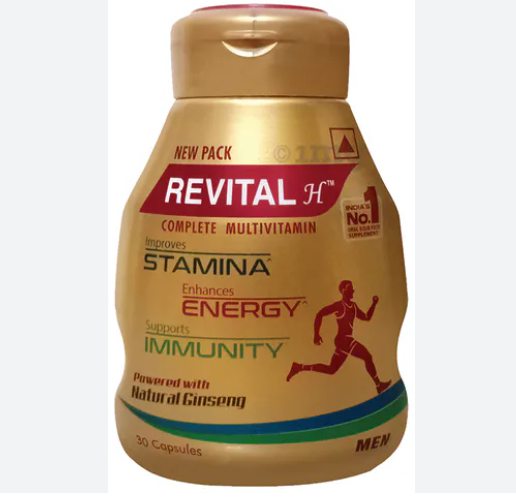 NEW PACK
REVITAL H™
COMPLETE MULTIVITAMIN
INDIA'S
No.1
Improves
STAMINA^
Enhances
ENERGY^
Supports
IMMUNITY^
Powered with
Natural Ginseng
30 Capsules
MEN